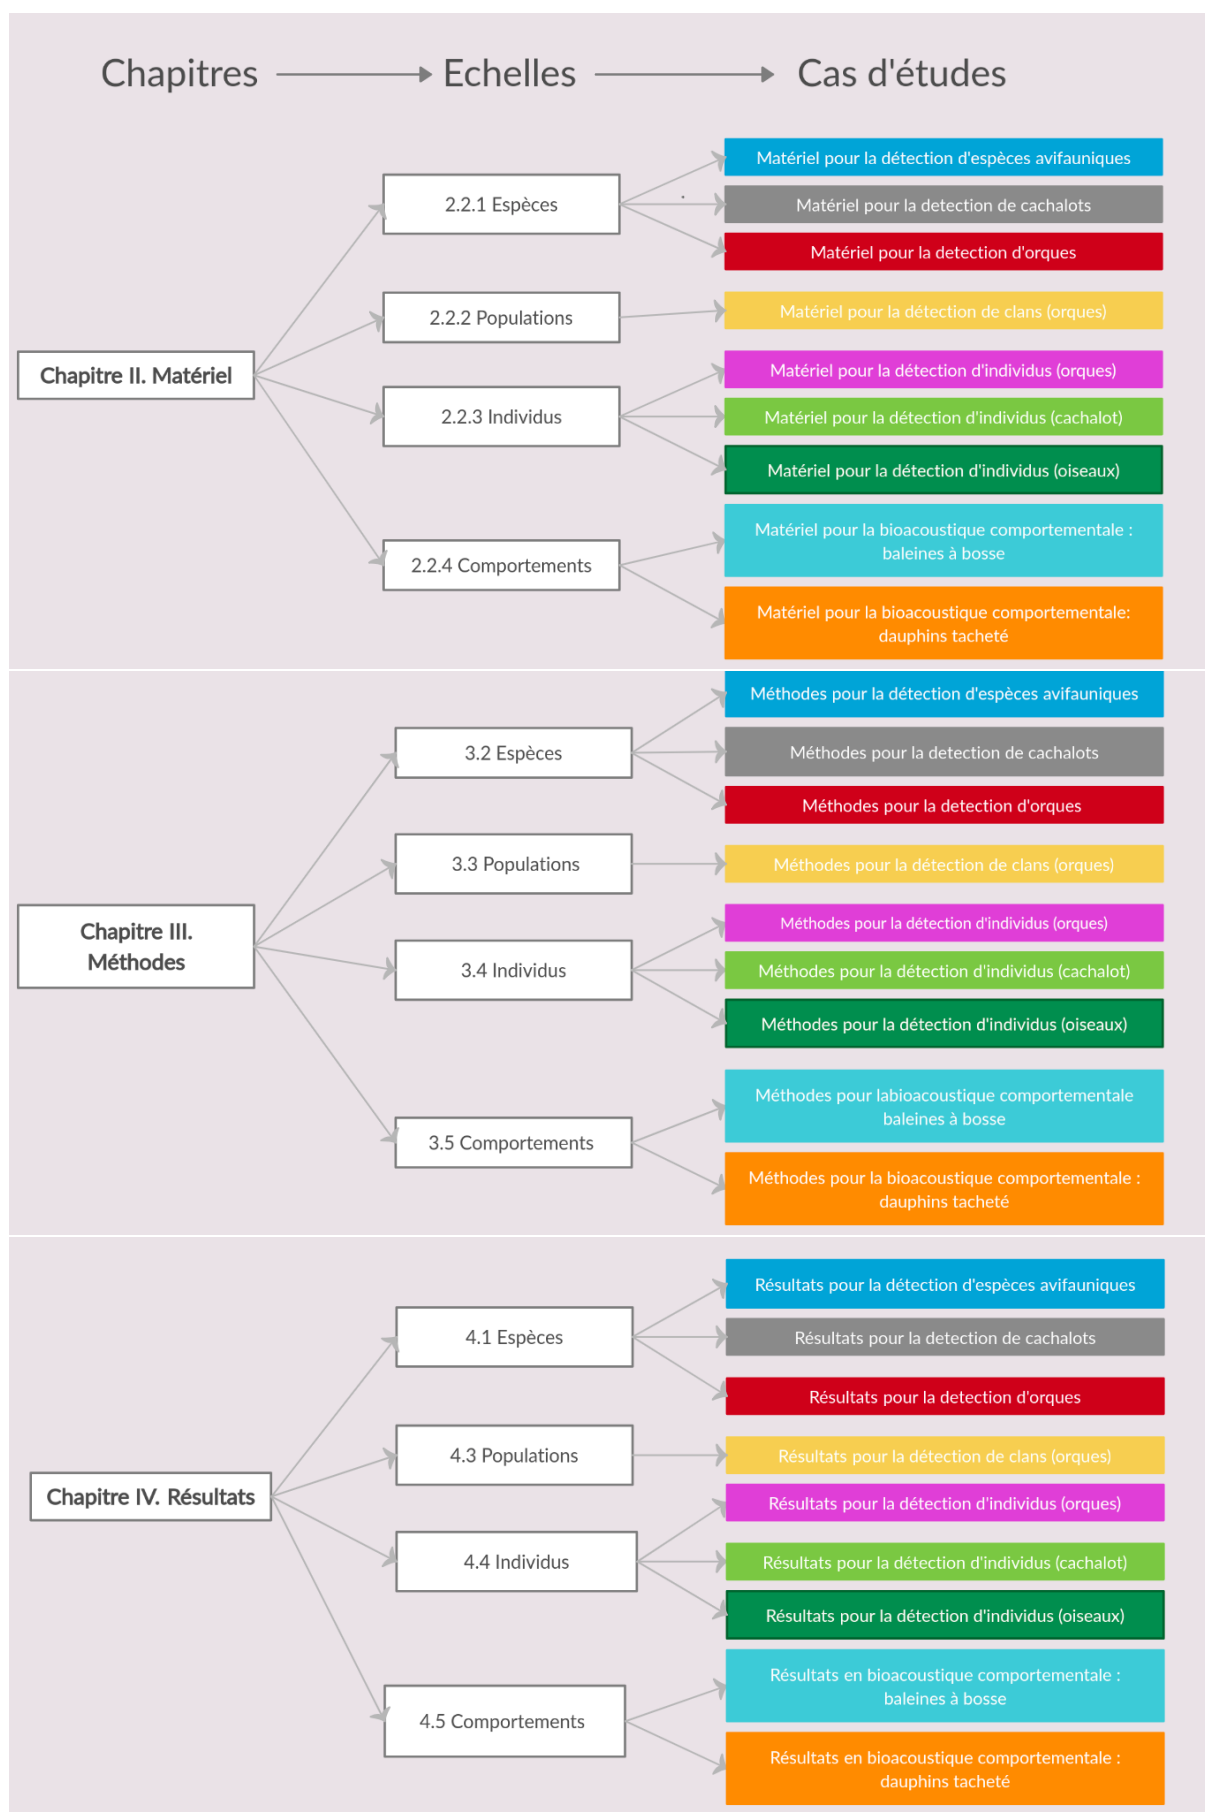 Chapitres
Echelles
Cas d'études
Chapitre II. Matériel
2.2.1 Espèces
Matériel pour la détection d'espèces avifauniques
Matériel pour la detection de cachalots
Matériel pour la detection d'orques
2.2.2 Populations
Matériel pour la détection de clans (orques)
2.2.3 Individus
Matériel pour la détection d'individus (orques)
Matériel pour la détection d'individus (cachalot)
Matériel pour la détection d'individus (oiseaux)
2.2.4 Comportements
Matériel pour la bioacoustique comportementale :
baleines à bosse
Matériel pour la bioacoustique comportementale:
dauphins tacheté
Chapitre III.
Méthodes
3.2 Espèces
Méthodes pour la détection d'espèces avifauniques
Méthodes pour la detection de cachalots
Méthodes pour la detection d'orques
3.3 Populations
Méthodes pour la détection de clans (orques)
3.4 Individus
Méthodes pour la détection d'individus (orques)
Méthodes pour la détection d'individus (cachalot)
Méthodes pour la détection d'individus (oiseaux)
3.5 Comportements
Méthodes pour labioacoustique comportementale
baleines à bosse
Méthodes pour la bioacoustique comportementale :
dauphins tacheté
Chapitre IV. Résultats
4.1 Espèces
Résultats pour la détection d'espèces avifauniques
Résultats pour la detection de cachalots
Résultats pour la detection d'orques
4.3 Populations
Résultats pour la détection de clans (orques)
4.4 Individus
Résultats pour la détection d'individus (orques)
Résultats pour la détection d'individus (cachalot)
Résultats pour la détection d'individus (oiseaux)
4.5 Comportements
Résultats en bioacoustique comportementale :
baleines à bosse
Résultats en bioacoustique comportementale :
dauphins tacheté